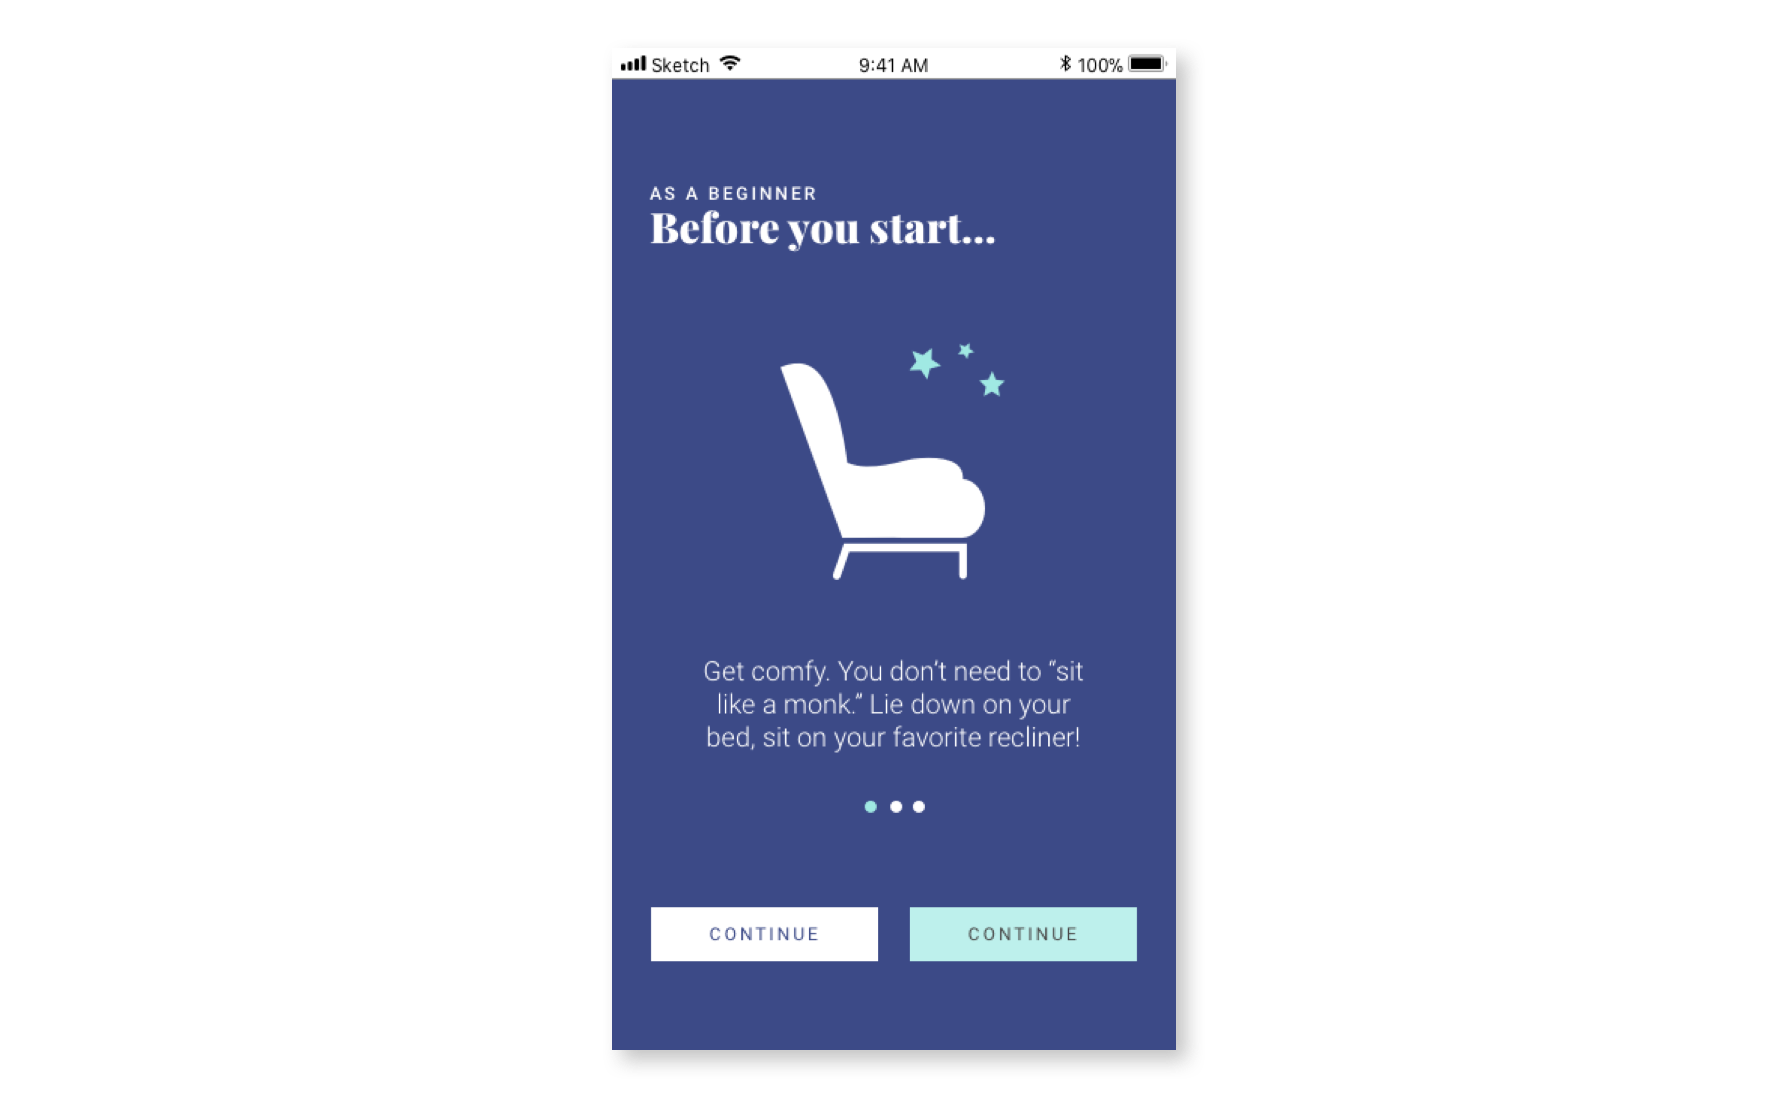 Sketch 9:41 AM 100%
AS A BEGINNER
Before you start...
Get comfy. You don’t need to “sit
like a monk.” Lie down on your
bed, sit on your favorite recliner!
CONTINUE CONTINUE